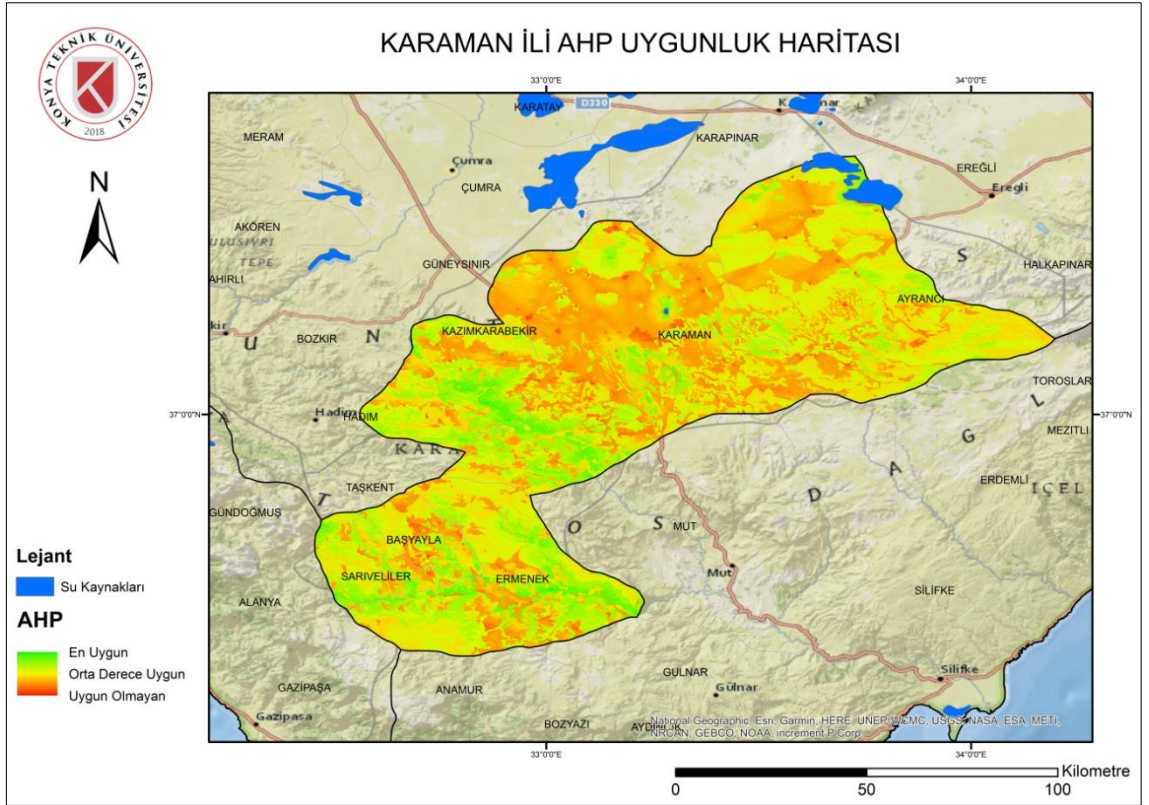 KARAMAN İLİ AHP UYGUNLUK HARİTASI
KONYA TEKNİK ÜNİVERSİTESİ
2018
N
33°0'0"E
34°0'0"E
KARATAY
D330
MERAM
KARAPINAR
Çumra
ÇUMRA
EREĞLİ
Eregli
AKÖREN
ULUSIVRI
TEPE
GÜNEYSINIR
S
HALKAPINAR
AHIRLI
AYRANCI
KAZIMKARABEKİR
KARAMAN
BOZKIR
U
N
T
TOROSLAR
37°0'0"N
37°0'0"N
Hadim
HADIM
L
MEZITLI
KARA
G
TAŞKENT
A
ERDEMLİ
İÇEL
T
D
GÜNDOĞMUŞ
O
S
MUT
BAŞYAYLA
Mut
SARIVELİLER
ERMENEK
SİLİFKE
ALANYA
GULNAR
Silifke
GAZİPAŞA
ANAMUR
Gülnar
Gazipasa
BOZYAZI
AYDINCIK
National Geographic, Esri, Garmin, HERE, UNEP-WCMC, USGS, NASA, ESA, METI,
NRCAN, GEBCO, NOAA, increment P Corp.
33°0'0"E
34°0'0"E
Lejant
Su Kaynakları
AHP
En Uygun
Orta Derece Uygun
Uygun Olmayan
Kilometre
0
50
100